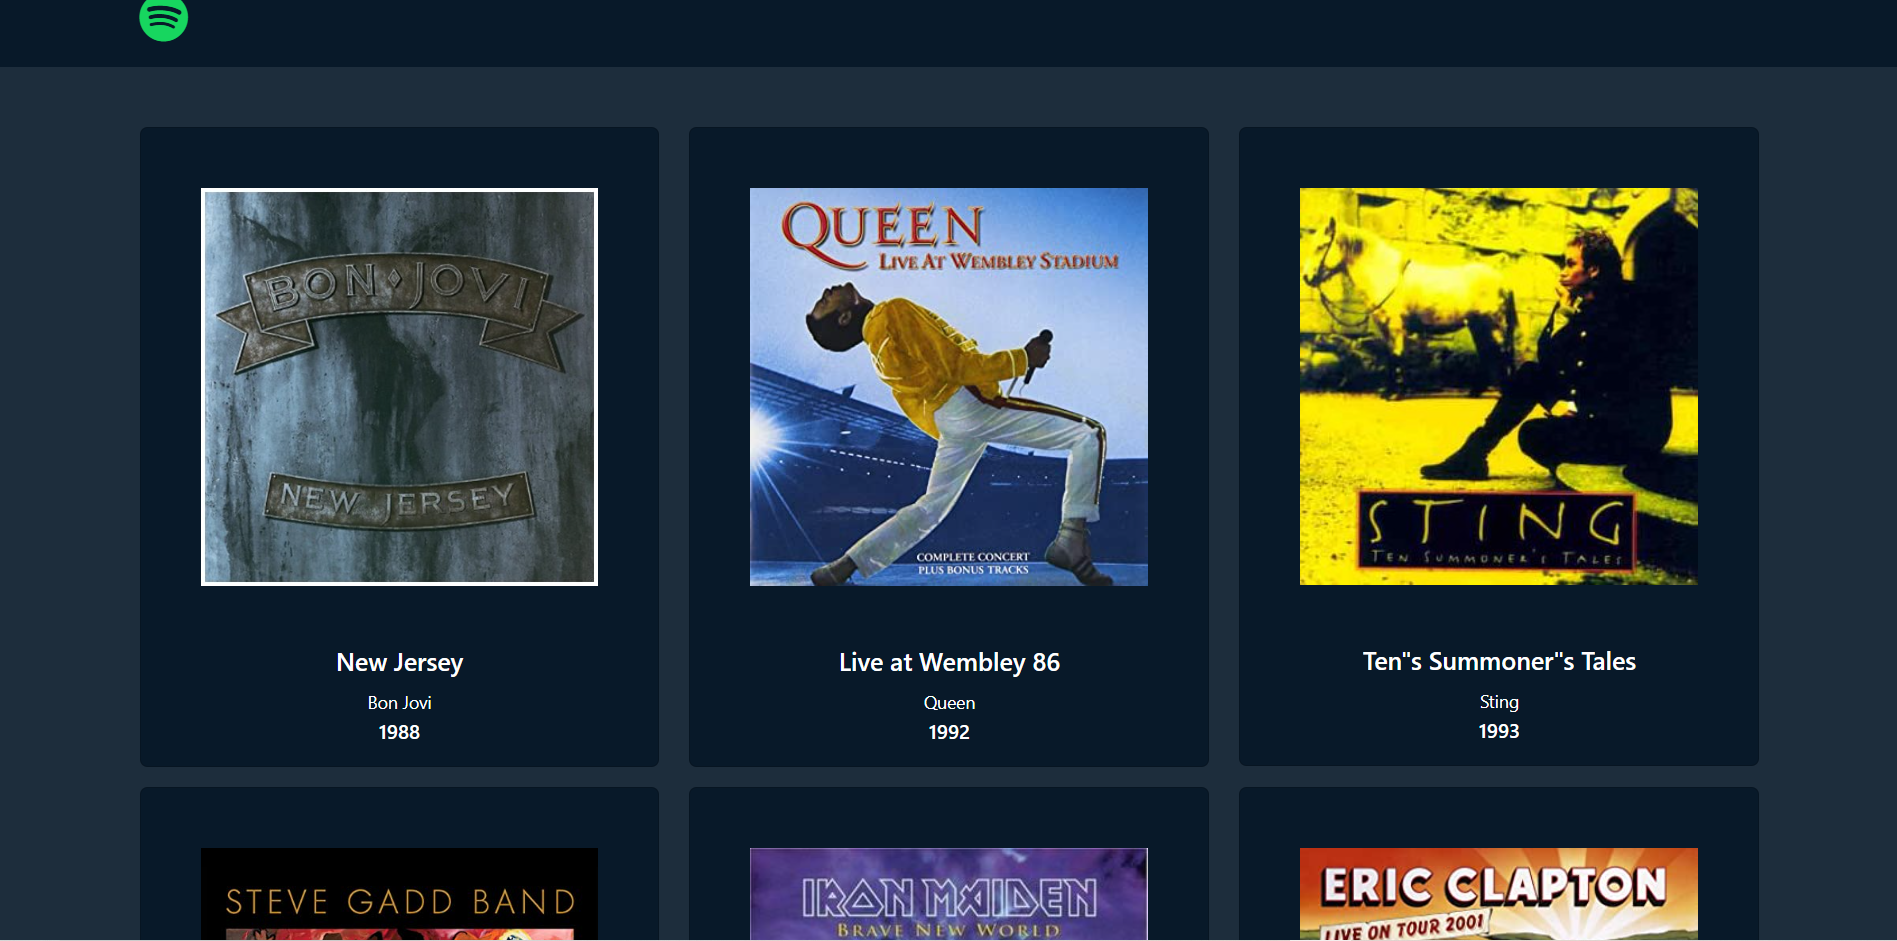 BON JOVI
NEW JERSEY
QUEEN
LIVE AT WEMBLEY STADIUM
COMPLETE CONCERT
PLUS BONUS TRACKS
STING
TEN SUMMONER'S TALES
New Jersey
Bon Jovi
1988
Live at Wembley 86
Queen
1992
Ten"s Summoner"s Tales
Sting
1993
STEVE GADD BAND
IRON MAIDEN
BRAVE NEW WORLD
ERIC CLAPTON
LIVE ON TOUR 2001